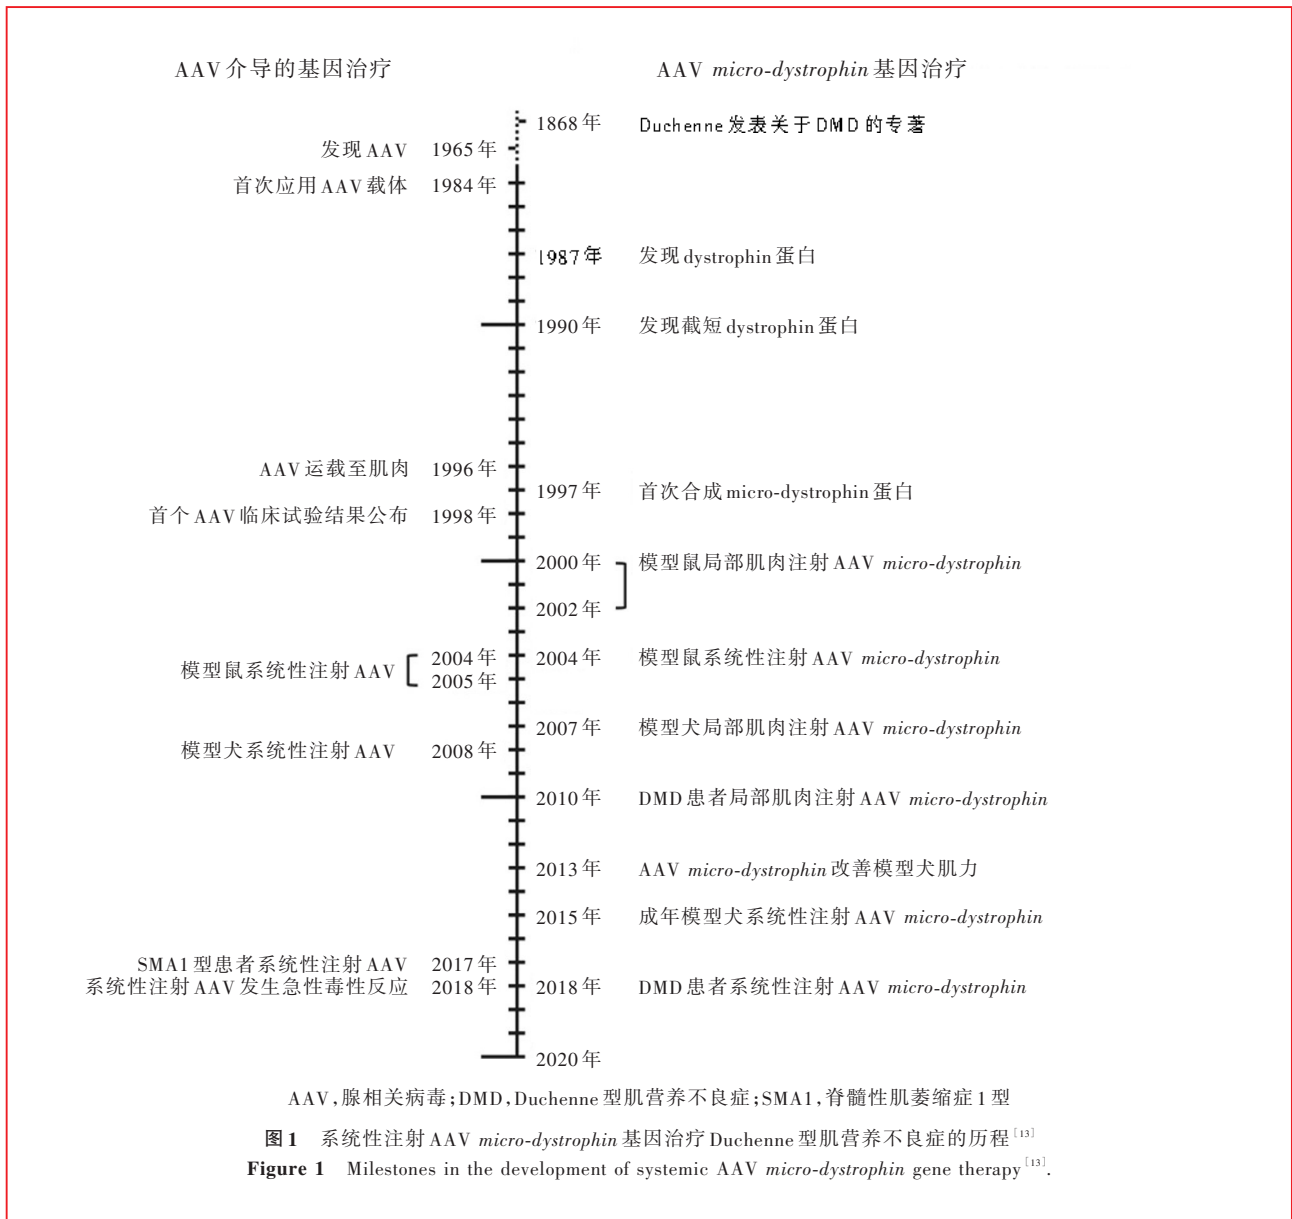 AAV介导的基因治疗 AAV micro-dystrophin基因治疗
1868年 Duchenne发表关于DMD的专著
发现AAV 1965年
首次应用AAV载体 1984年
1987年 发现dystrophin蛋白
1990年 发现截短dystrophin蛋白
AAV运载至肌肉 1996年
1997年 首次合成micro-dystrophin蛋白
首个AAV临床试验结果公布 1998年
2000年 模型鼠局部肌肉注射AAV micro-dystrophin
2002年
2004年 2004年 模型鼠系统性注射AAV micro-dystrophin
模型鼠系统性注射AAV
2005年
2007年 模型犬局部肌肉注射AAV micro-dystrophin
模型犬系统性注射AAV 2008年
2010年 DMD患者局部肌肉注射AAV micro-dystrophin
2013年 AAV micro-dystrophin改善模型犬肌力
2015年 成年模型犬系统性注射AAV micro-dystrophin
SMA1型患者系统性注射AAV 2017年
系统性注射AAV发生急性毒性反应 2018年 2018年 DMD患者系统性注射AAV micro-dystrophin
2020年
AAV,腺相关病毒;DMD,Duchenne型肌营养不良症;SMA1,脊髓性肌萎缩症1型
图1 系统性注射AAV micro-dystrophin基因治疗Duchenne型肌营养不良症的历程[13]
Figure 1 Milestones in the development of systemic AAV micro-dystrophin gene therapy[13].